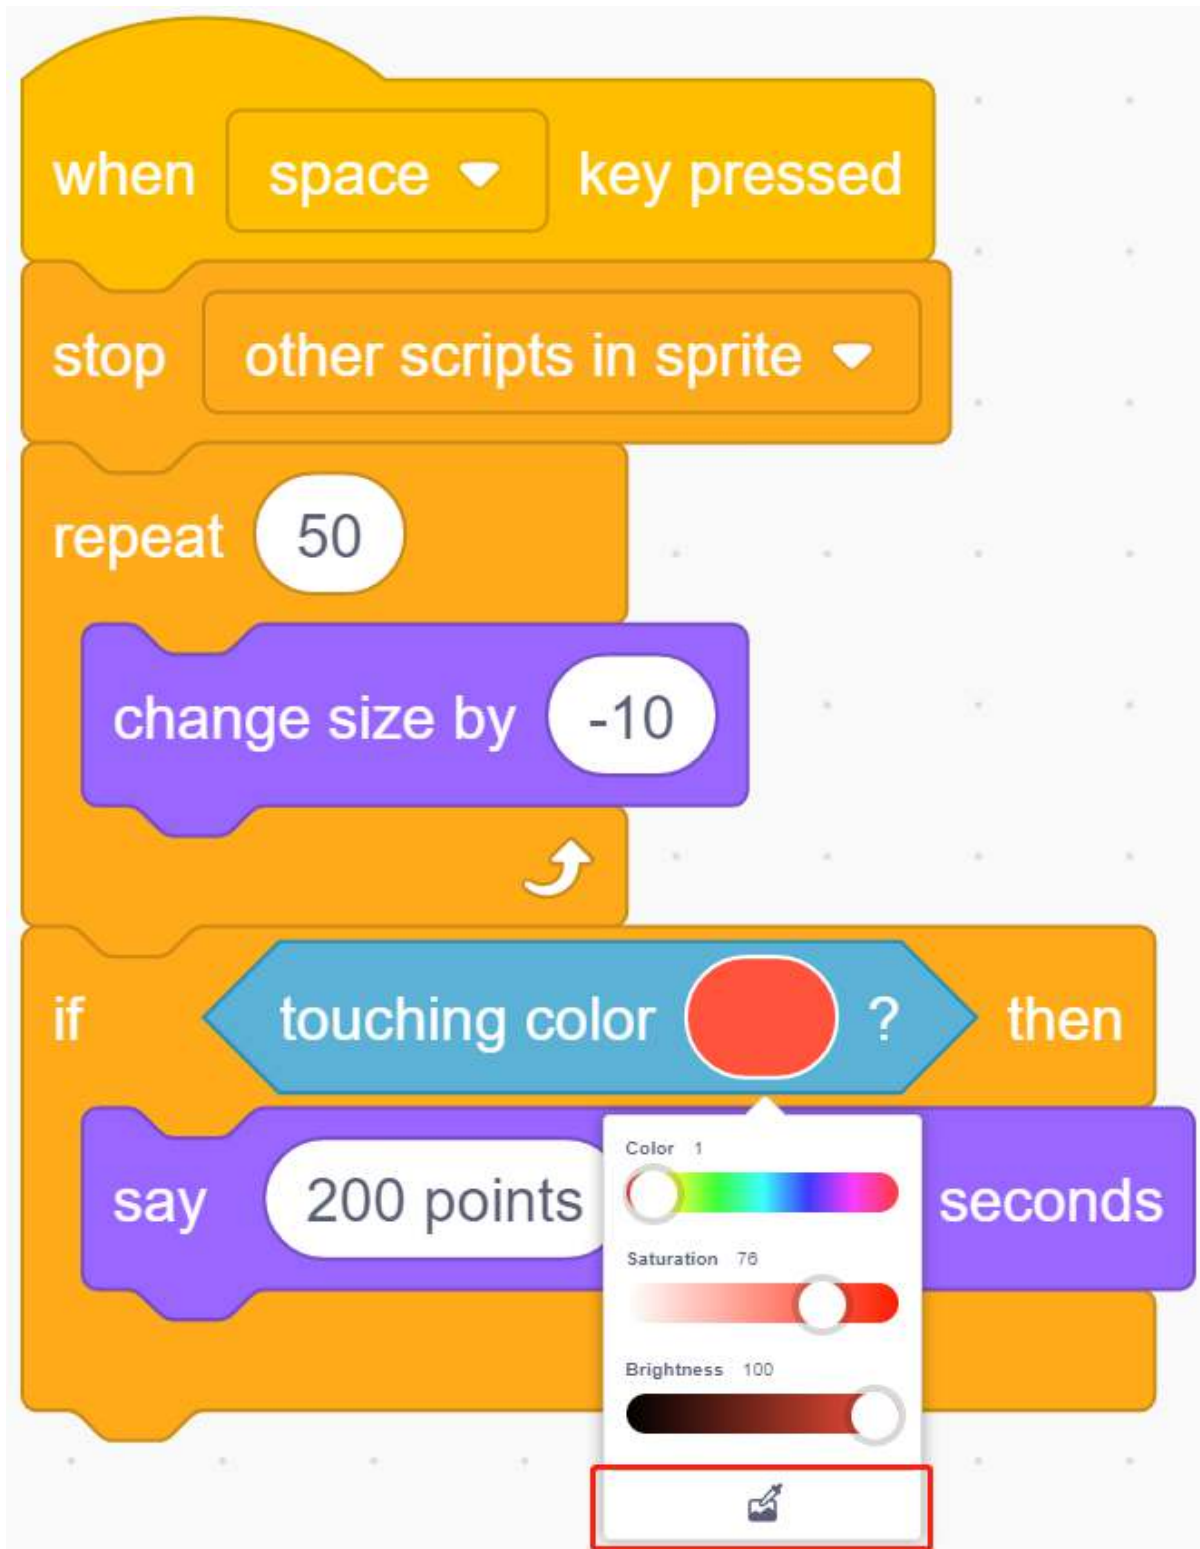 when space key pressed
stop other scripts in sprite
repeat 50
change size by -10
if touching color ? then
Color 1
say 200 points seconds
Saturation 76
Brightness 100